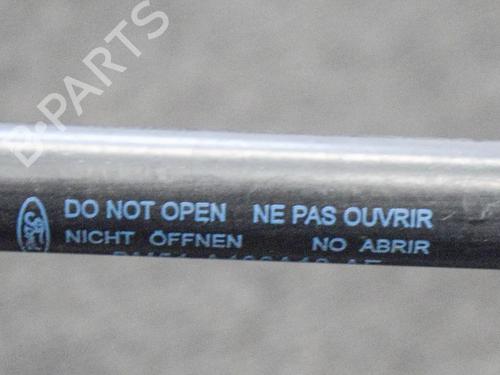 DO NOT OPEN NE PAS OUVRIR
NICHT ÖFFNEN NO ABRIR
B-PARTS